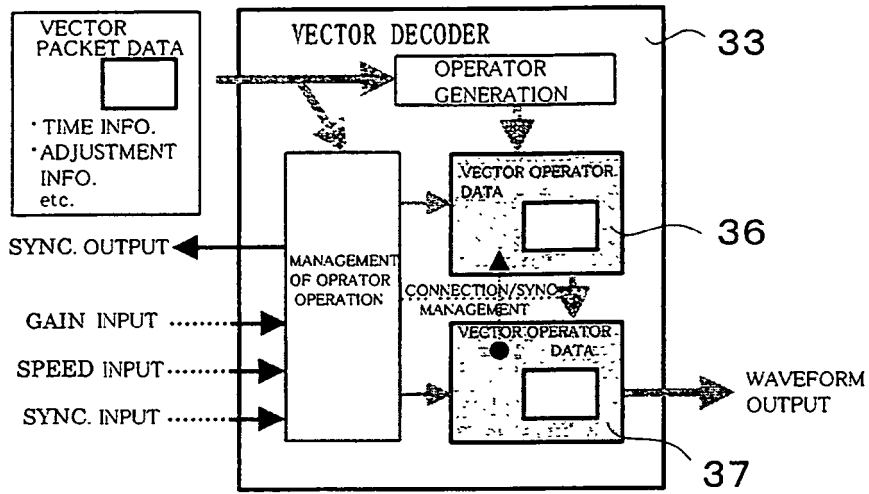 VECTOR
PACKET DATA
・TIME INFO.
・ADJUSTMENT
INFO.
etc.
VECTOR DECODER
33
OPERATOR
GENERATION
VECTOR OPERATOR
DATA
36
SYNC. OUTPUT
MANAGEMENT
OF OPRATOR
OPERATION
CONNECTION/SYNC
MANAGEMENT
GAIN INPUT
SPEED INPUT
SYNC. INPUT
VECTOR OPERATOR
DATA
WAVEFORM
OUTPUT
37